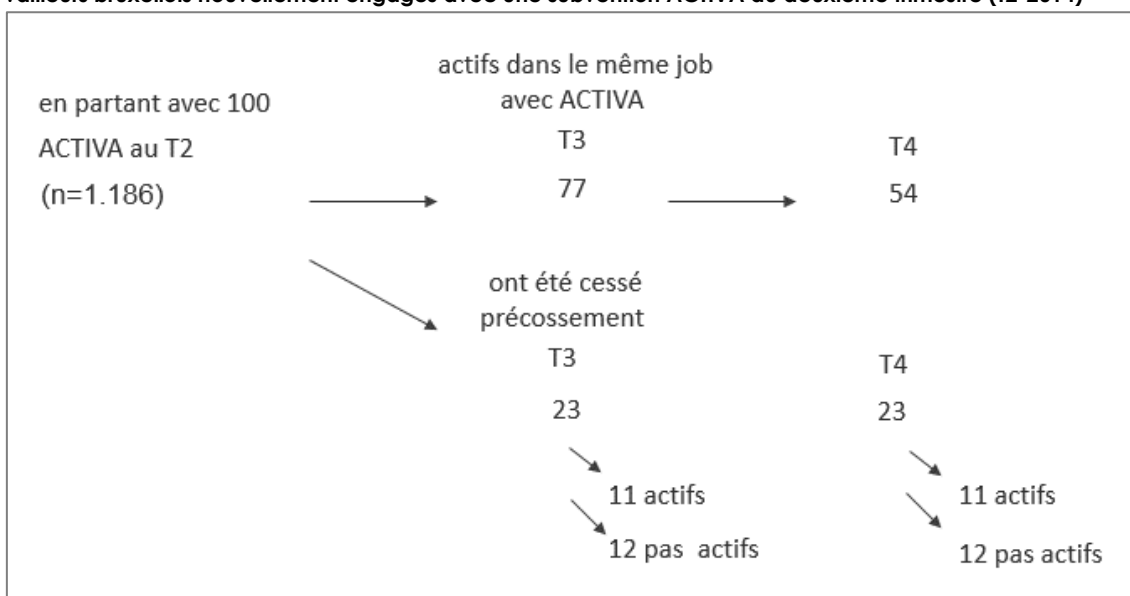 en partant avec 100
ACTIVA au T2
(n=1.186)
actifs dans le même job
avec ACTIVA
T3
77
T4
54
ont été cessé
précossement
T3
23
T4
23
11 actifs
12 pas actifs
11 actifs
12 pas actifs